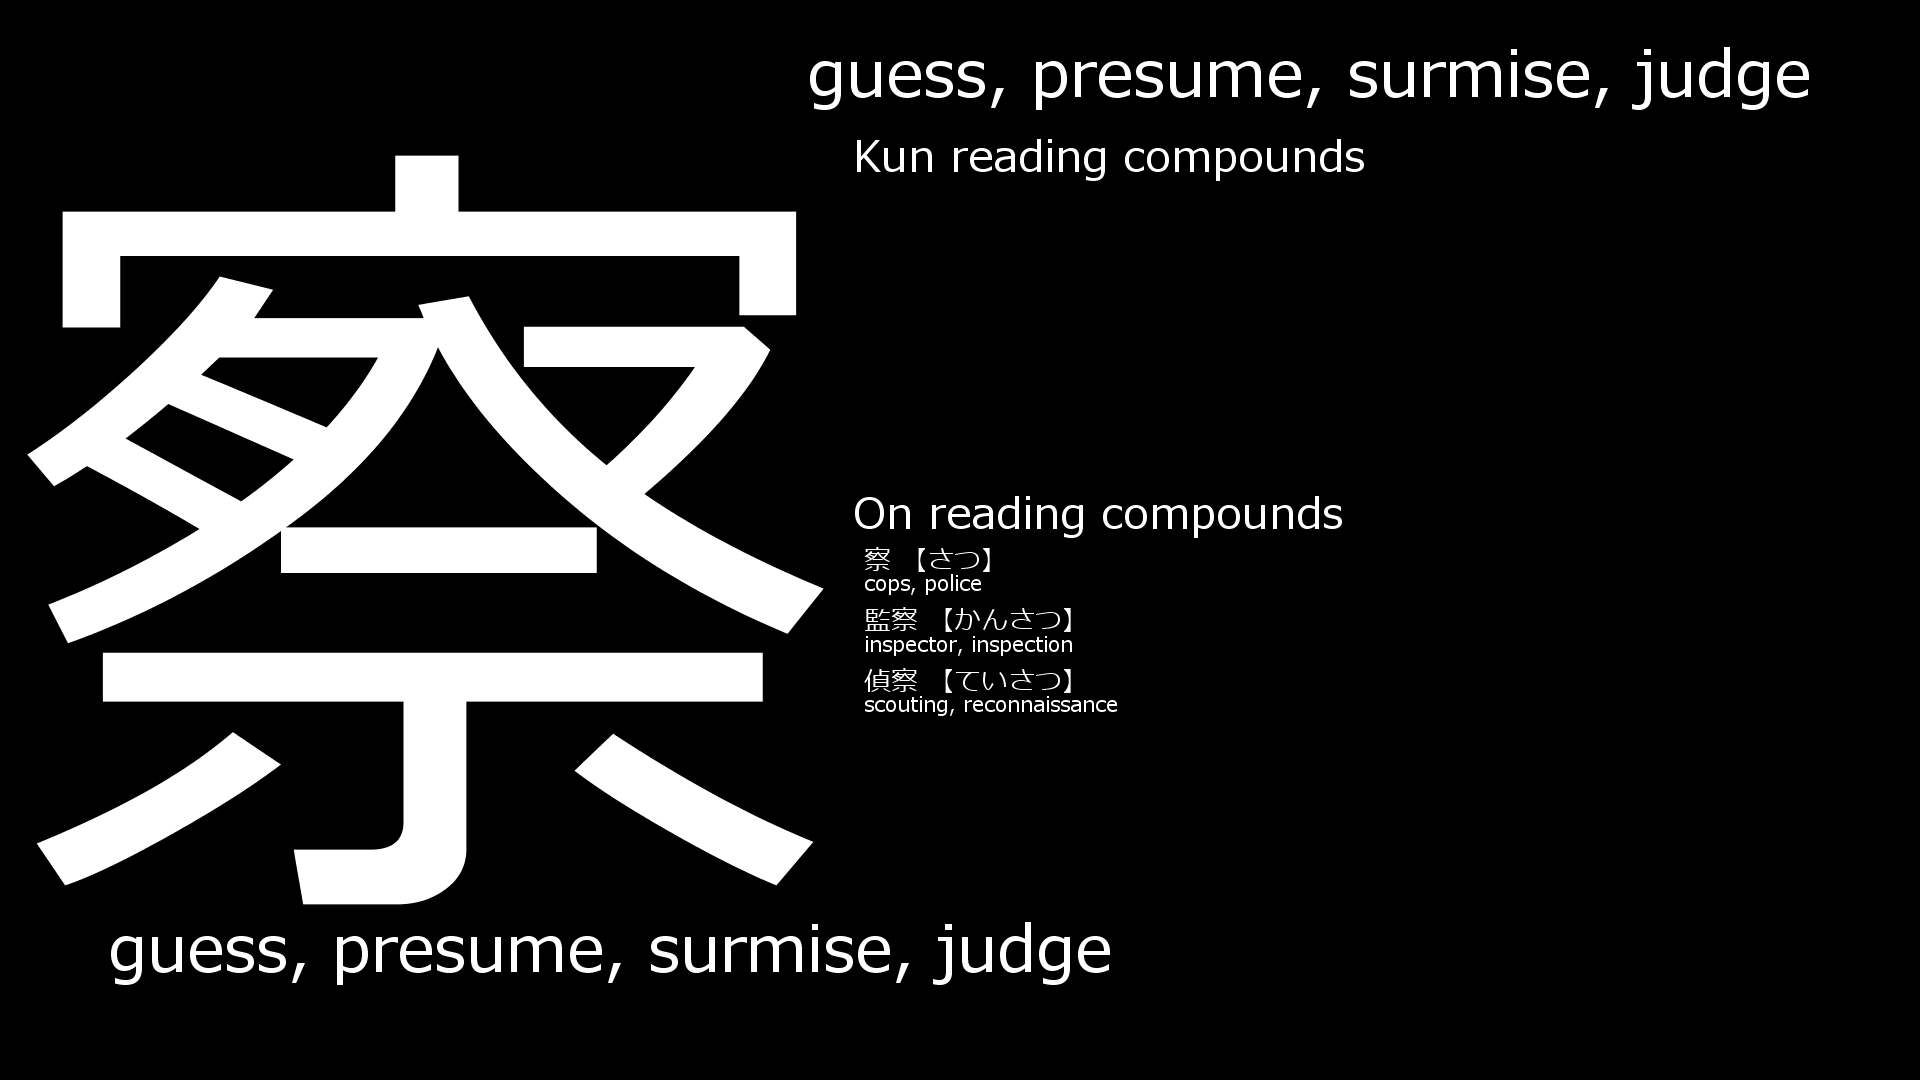 察
guess, presume, surmise, judge
Kun reading compounds
On reading compounds
察 【さつ】
cops, police
監察 【かんさつ】
inspector, inspection
偵察 【ていさつ】
scouting, reconnaissance
guess, presume, surmise, judge